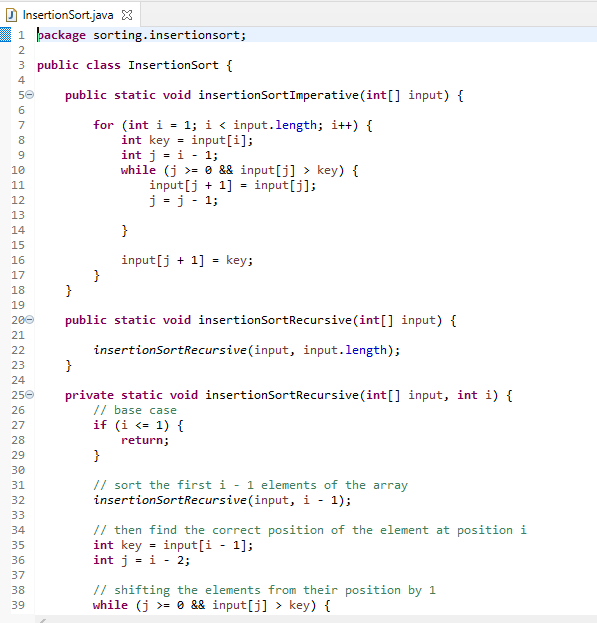 InsertionSort.java
1 package sorting.insertionsort;
2
3 public class InsertionSort {
4
5 public static void insertionSortImperative(int[] input) {
6
7 for (int i = 1; i < input.length; i++) {
8 int key = input[i];
9 int j = i - 1;
10 while (j >= 0 && input[j] > key) {
11 input[j + 1] = input[j];
12 j = j - 1;
13
14 }
15
16 input[j + 1] = key;
17 }
18 }
19
20 public static void insertionSortRecursive(int[] input) {
21
22 insertionSortRecursive(input, input.length);
23 }
24
25 private static void insertionSortRecursive(int[] input, int i) {
26 // base case
27 if (i <= 1) {
28 return;
29 }
30
31 // sort the first i - 1 elements of the array
32 insertionSortRecursive(input, i - 1);
33
34 // then find the correct position of the element at position i
35 int key = input[i - 1];
36 int j = i - 2;
37
38 // shifting the elements from their position by 1
39 while (j >= 0 && input[j] > key) {